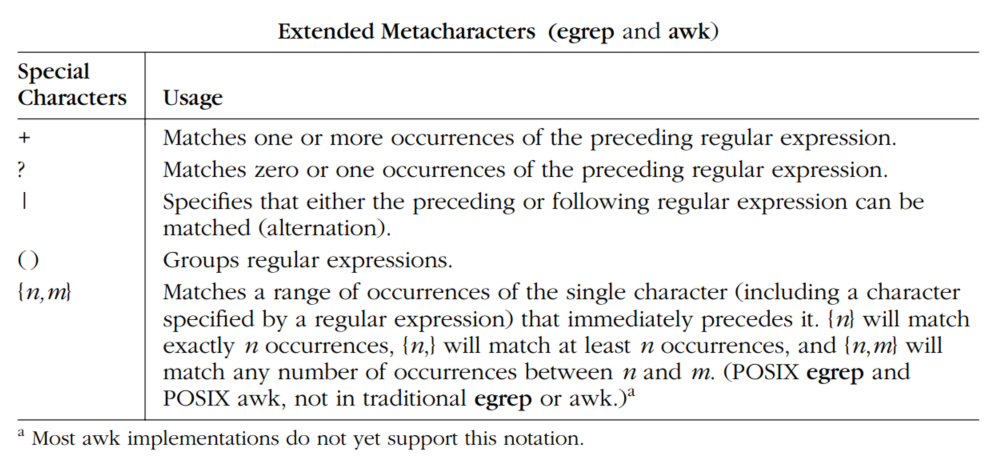 Extended Metacharacters (egrep and awk)
Special
Characters Usage
+ Matches one or more occurrences of the preceding regular expression.
? Matches zero or one occurrences of the preceding regular expression.
| Specifies that either the preceding or following regular expression can be
matched (alternation).
() Groups regular expressions.
{n,m} Matches a range of occurrences of the single character (including a character
specified by a regular expression) that immediately precedes it. {n} will match
exactly n occurrences, {n,} will match at least n occurrences, and {n,m} will
match any number of occurrences between n and m. (POSIX egrep and
POSIX awk, not in traditional egrep or awk.)a
a Most awk implementations do not yet support this notation.